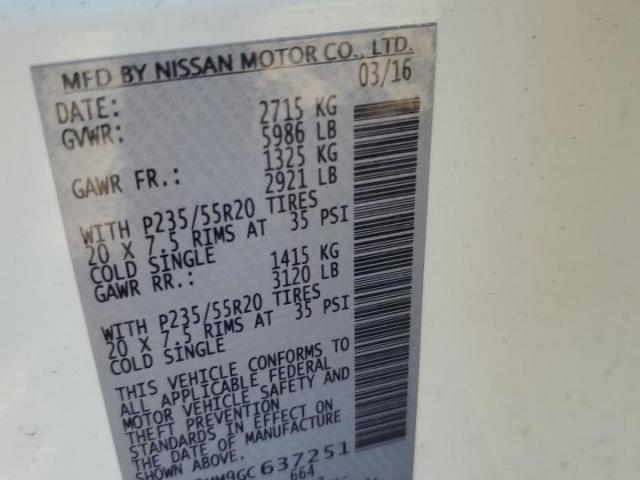 MFD BY NISSAN MOTOR CO., LTD.
DATE: 03/16
GVWR: 2715 KG
5986 LB
GAWR FR.: 1325 KG
2921 LB
WITH P235/55R20 TIRES
20 X 7.5 RIMS AT 35 PSI
COLD SINGLE
GAWR RR.: 1415 KG
3120 LB
WITH P235/55R20 TIRES
20 X 7.5 RIMS AT 35 PSI
COLD SINGLE
THIS VEHICLE CONFORMS TO
ALL APPLICABLE FEDERAL
MOTOR VEHICLE SAFETY AND
THEFT PREVENTION
STANDARDS IN EFFECT ON
THE DATE OF MANUFACTURE
SHOWN ABOVE.
9GC637251
664